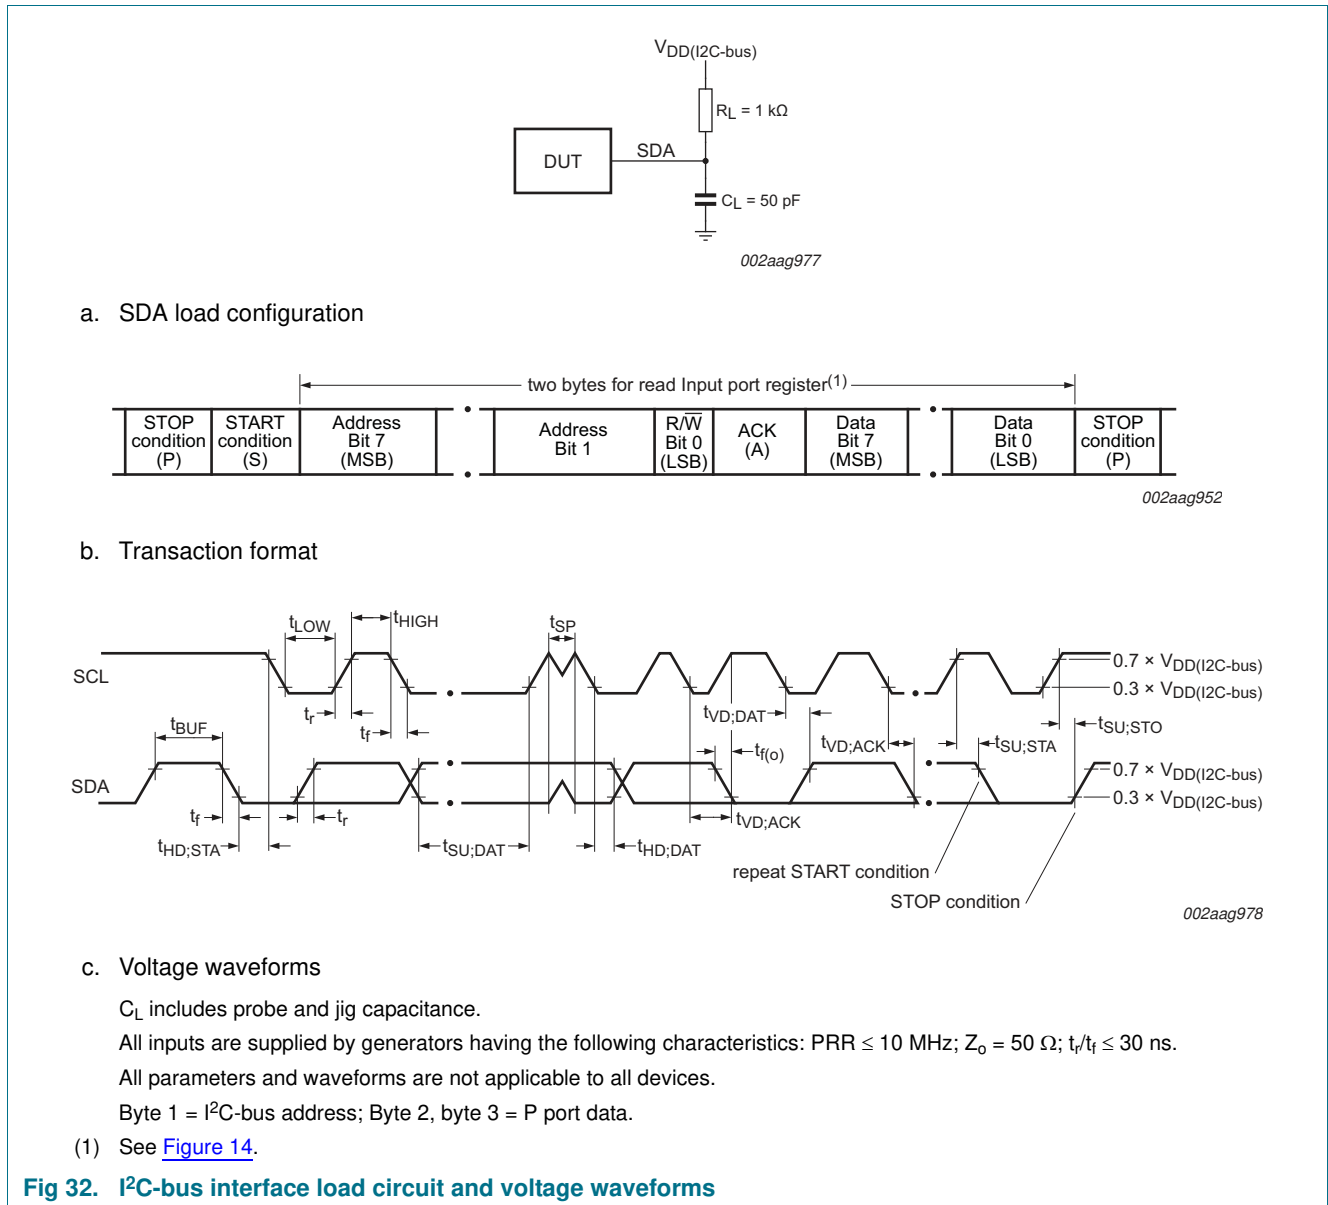 VDD(I2C-bus)
RL = 1 kΩ
DUT
SDA
CL = 50 pF
002aag977
a. SDA load configuration
two bytes for read Input port register(1)
STOP condition (P)
START condition (S)
Address Bit 7 (MSB)
Address Bit 1
R/W̅ Bit 0 (LSB)
ACK (A)
Data Bit 7 (MSB)
Data Bit 0 (LSB)
STOP condition (P)
002aag952
b. Transaction format
tLOW
tHIGH
tSP
SCL
0.7 × VDD(I2C-bus)
0.3 × VDD(I2C-bus)
tr
tf
tBUF
tVD;DAT
tf(o)
tVD;ACK
tSU;STA
tSU;STO
SDA
0.7 × VDD(I2C-bus)
0.3 × VDD(I2C-bus)
tf
tr
tVD;ACK
tHD;STA
tSU;DAT
tHD;DAT
repeat START condition
STOP condition
002aag978
c. Voltage waveforms
CL includes probe and jig capacitance.
All inputs are supplied by generators having the following characteristics: PRR ≤ 10 MHz; Zo = 50 Ω; tr/tf ≤ 30 ns.
All parameters and waveforms are not applicable to all devices.
Byte 1 = I²C-bus address; Byte 2, byte 3 = P port data.
(1) See Figure 14.
Fig 32. I²C-bus interface load circuit and voltage waveforms